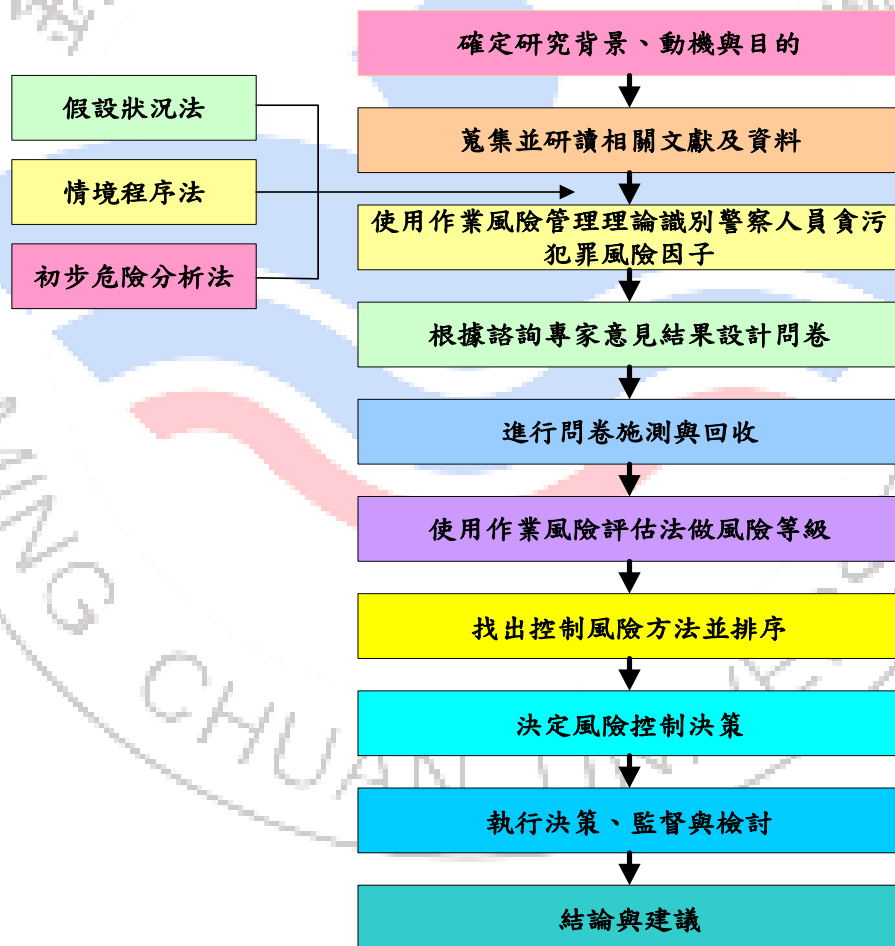 確定研究背景、動機與目的
假設狀況法
蒐集並研讀相關文獻及資料
情境程序法
使用作業風險管理理論識別警察人員貪污
犯罪風險因子
初步危險分析法
根據諮詢專家意見結果設計問卷
進行問卷施測與回收
使用作業風險評估法做風險等級
找出控制風險方法並排序
決定風險控制決策
執行決策、監督與檢討
結論與建議
MING CHUAN UNIVE